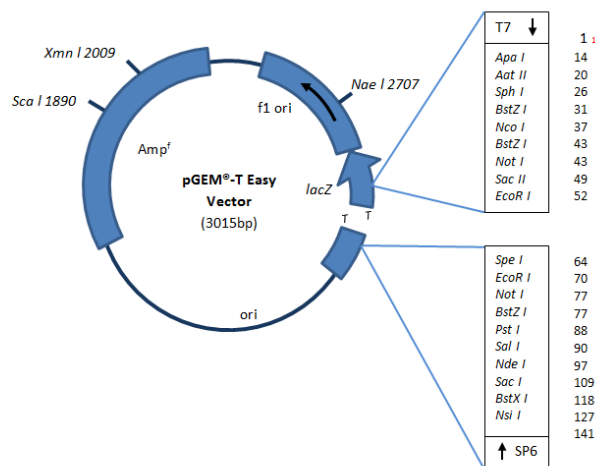 Xmn I 2009
Sca I 1890
Nae I 2707
f1 ori
Ampʳ
pGEM®-T Easy
Vector
(3015bp)
lacZ
T T
ori
T7 ↓ 1
Apa I 14
Aat II 20
Sph I 26
BstZ I 31
Nco I 37
BstZ I 43
Not I 43
Sac II 49
EcoR I 52
Spe I 64
EcoR I 70
Not I 77
BstZ I 77
Pst I 88
Sal I 90
Nde I 97
Sac I 109
BstX I 118
Nsi I 127
141
↑ SP6